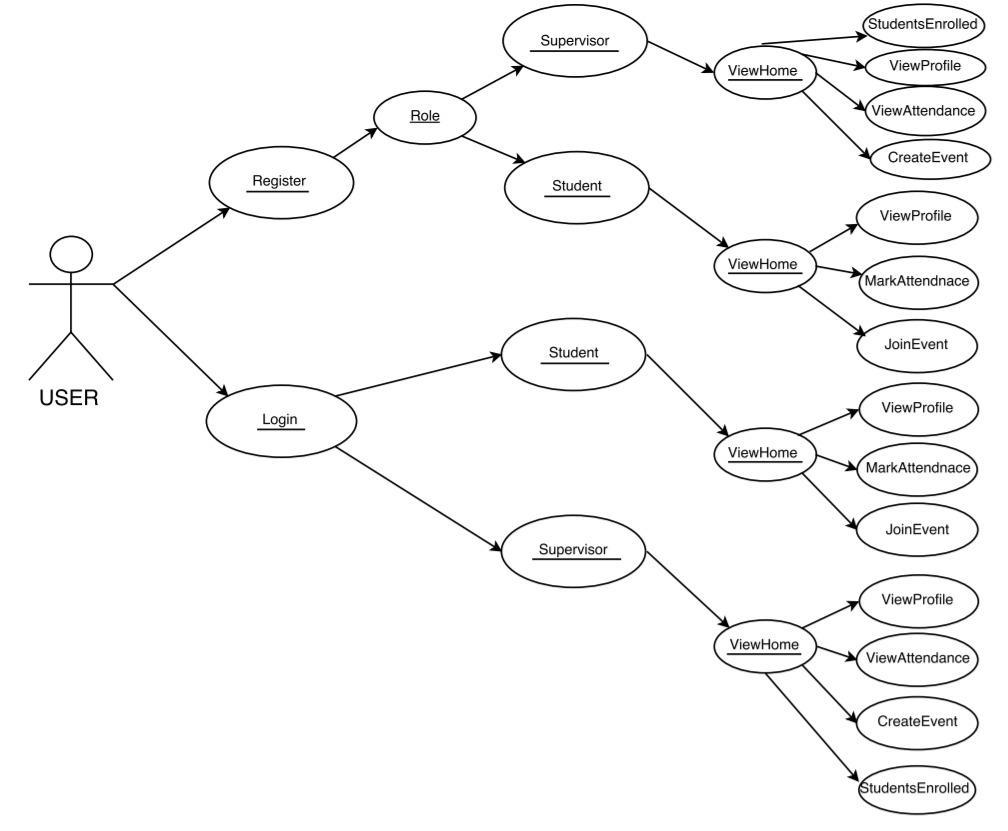 StudentsEnrolled
Supervisor
ViewProfile
ViewHome
ViewAttendance
Role
CreateEvent
Register
Student
ViewProfile
ViewHome
MarkAttendnace
JoinEvent
USER
Student
ViewProfile
Login
ViewHome
MarkAttendnace
JoinEvent
Supervisor
ViewProfile
ViewHome
ViewAttendance
CreateEvent
StudentsEnrolled